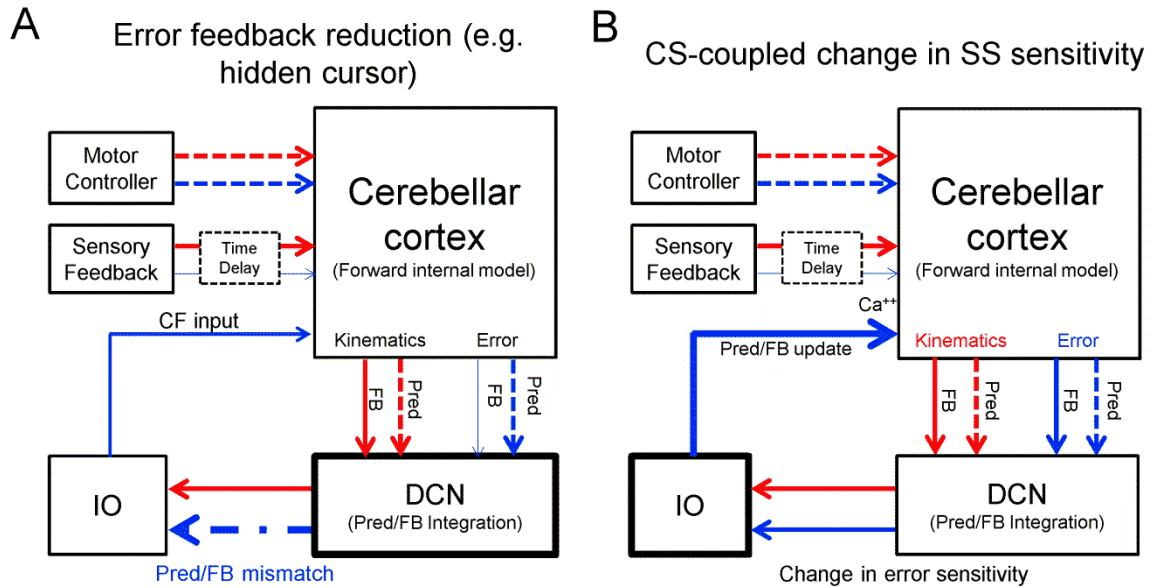 A
Error feedback reduction (e.g.
hidden cursor)
Motor
Controller
Sensory
Feedback
Time
Delay
Cerebellar
cortex
(Forward internal model)
CF input
Kinematics
Error
FB
Pred
FB
Pred
IO
DCN
(Pred/FB Integration)
Pred/FB mismatch
B
CS-coupled change in SS sensitivity
Motor
Controller
Sensory
Feedback
Time
Delay
Cerebellar
cortex
(Forward internal model)
Ca++
Pred/FB update
Kinematics
Error
FB
Pred
FB
Pred
IO
DCN
(Pred/FB Integration)
Change in error sensitivity